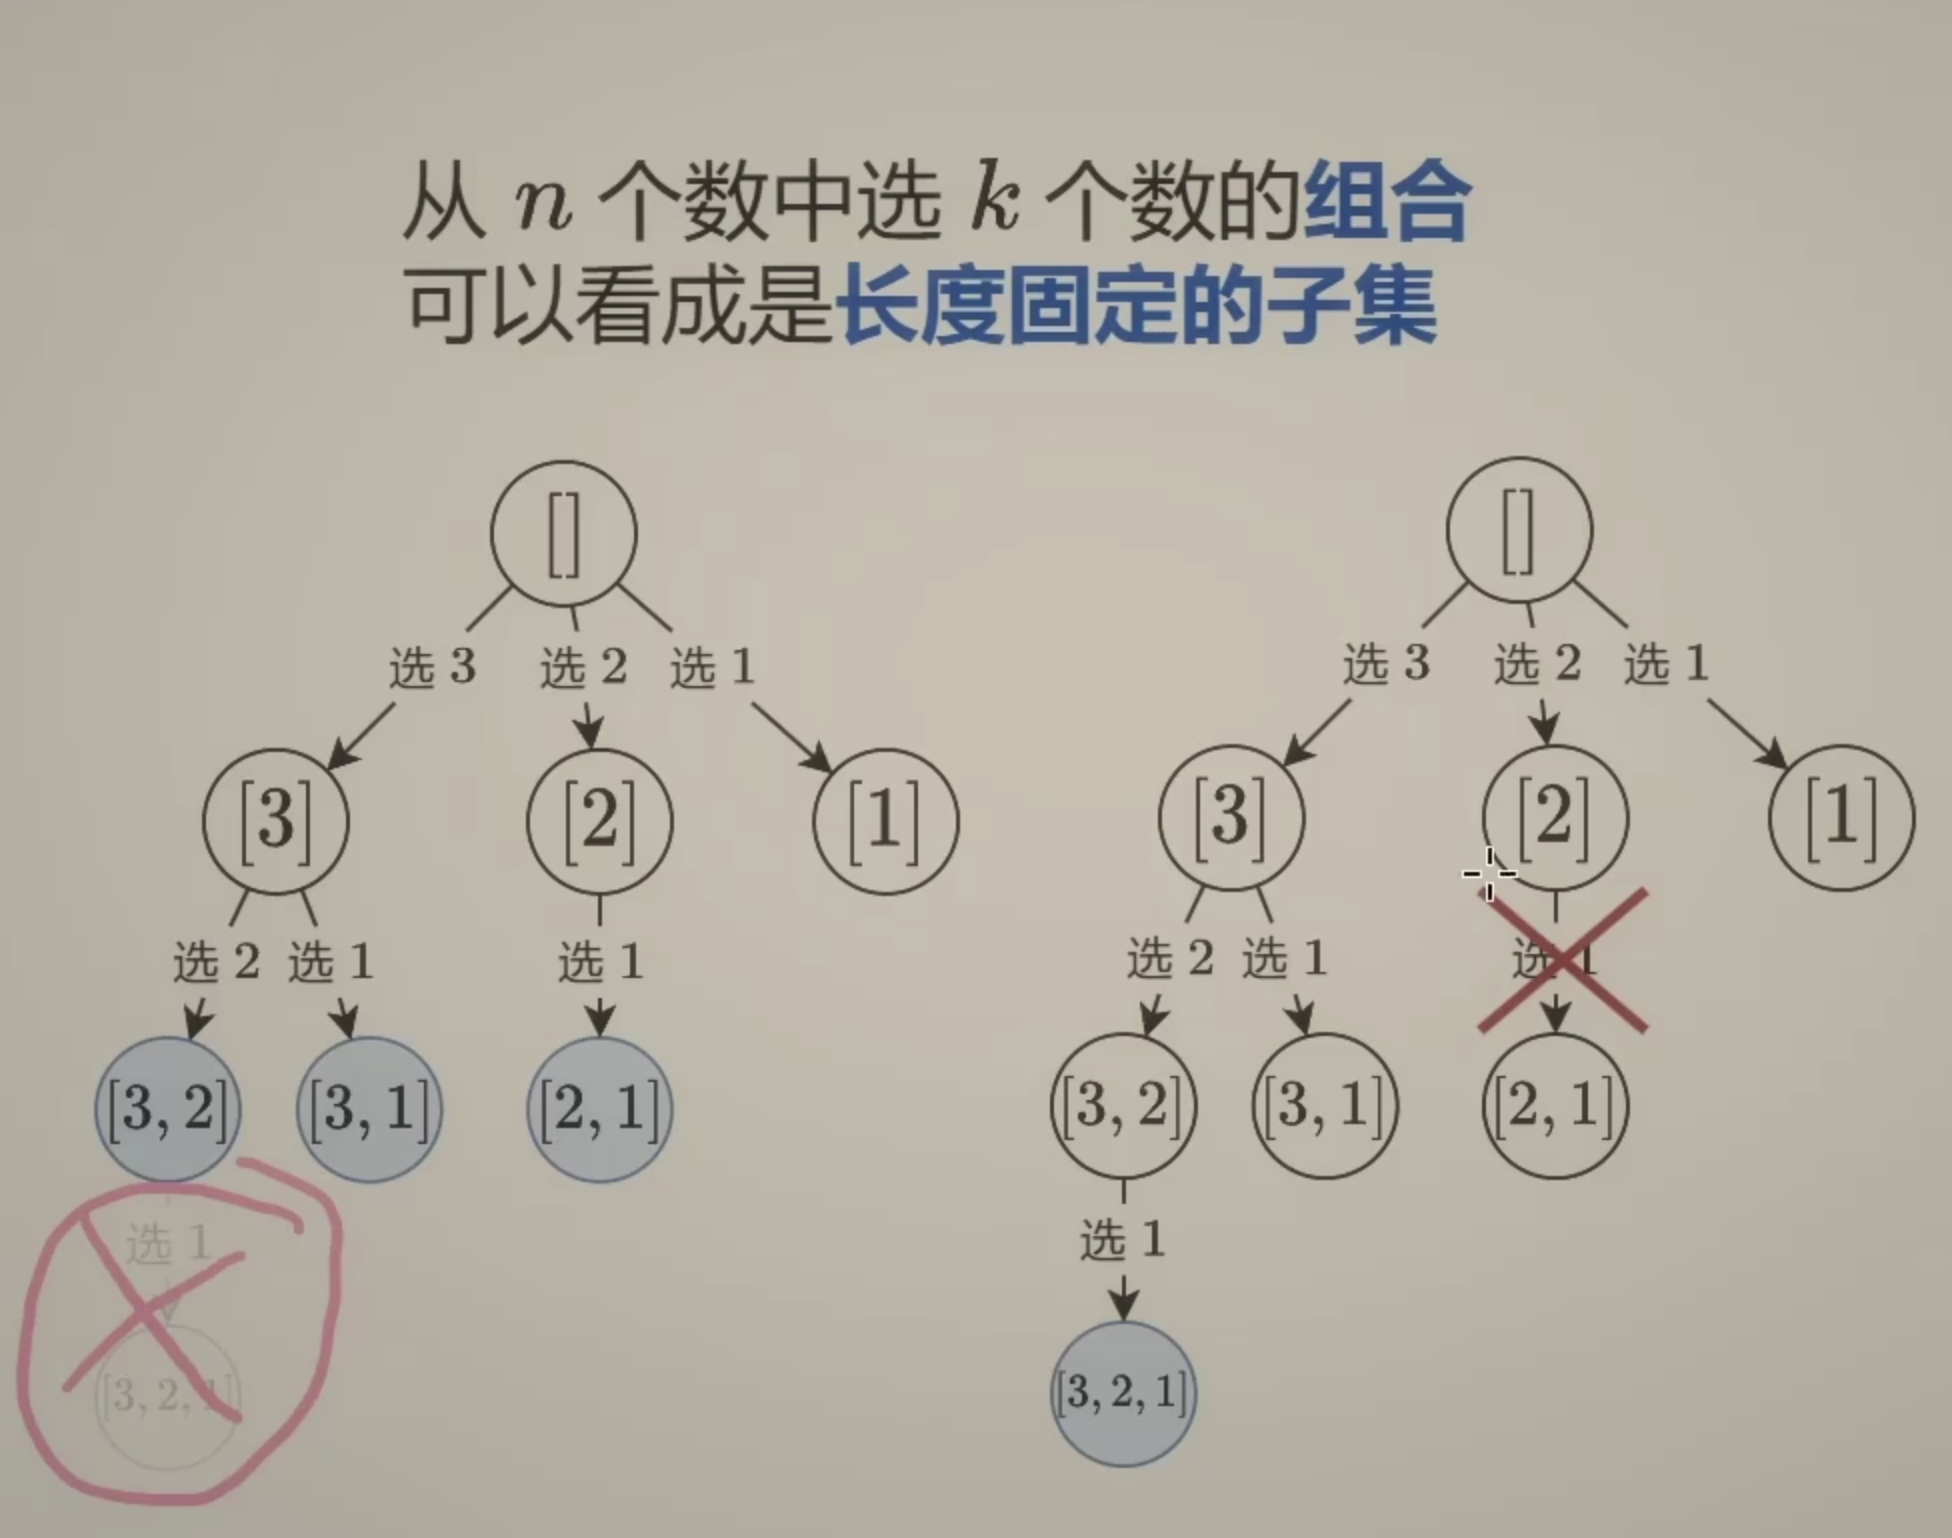 从 n 个数中选 k 个数的组合
可以看成是长度固定的子集
[]
选 3 选 2 选 1
[3] [2] [1]
选 2 选 1 选 1
[3, 2] [3, 1] [2, 1]
选 1
[3, 2, 1]
[]
选 3 选 2 选 1
[3] [2] [1]
选 2 选 1 选 1
[3, 2] [3, 1] [2, 1]
选 1
[3, 2, 1]